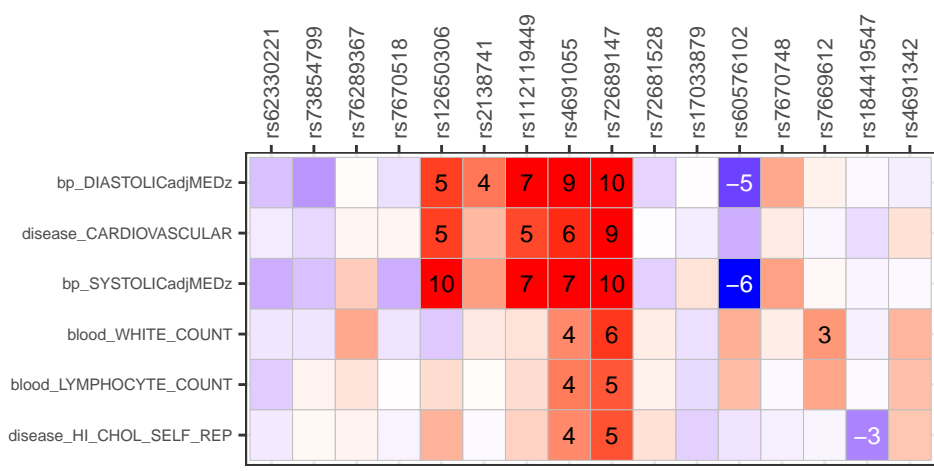 rs62330221 rs73854799 rs76289367 rs7670518 rs12650306 rs2138741 rs112119449 rs4691055 rs72689147 rs72681528 rs17033879 rs60576102 rs7670748 rs7669612 rs184419547 rs4691342
bp_DIASTOLICadjMEDz 5 4 7 9 10 −5
disease_CARDIOVASCULAR 5 5 6 9
bp_SYSTOLICadjMEDz 10 7 7 10 −6
blood_WHITE_COUNT 4 6 3
blood_LYMPHOCYTE_COUNT 4 5
disease_HI_CHOL_SELF_REP 4 5 −3